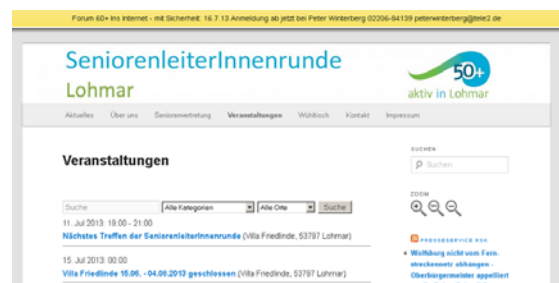 Forum 60+ ins Internet - mit Sicherheit 16.7.13 Anmeldung ab jetzt bei Peter Winterberg 02206-84139 peterwinterberg@tele2.de
SeniorenleiterInnenrunde
Lohmar
50+
aktiv in Lohmar
Aktuelles Über uns Seniorenvertretung Veranstaltungen Wühltisch Kontakt Impressum
Veranstaltungen
SUCHEN
Suchen
ZOOM
Suche Alle Kategorien Alle Orte Suche
11. Jul 2013: 19:00 - 21:00
Nächstes Treffen der SeniorenleiterInnenrunde (Villa Friedlinde, 53797 Lohmar)
15. Jul 2013: 00:00
Villa Friedlinde 15.06. - 04.08.2013 geschlossen (Villa Friedlinde, 53797 Lohmar)
PRESSESERVICE RSK
Wolfsburg nicht vom Fern-
streckennetz abhangen -
Oberbürgermeister appelliert